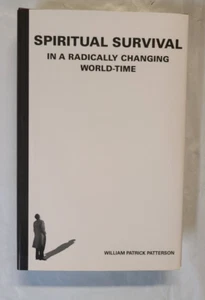 SPIRITUAL SURVIVAL
IN A RADICALLY CHANGING
WORLD-TIME
WILLIAM PATRICK PATTERSON